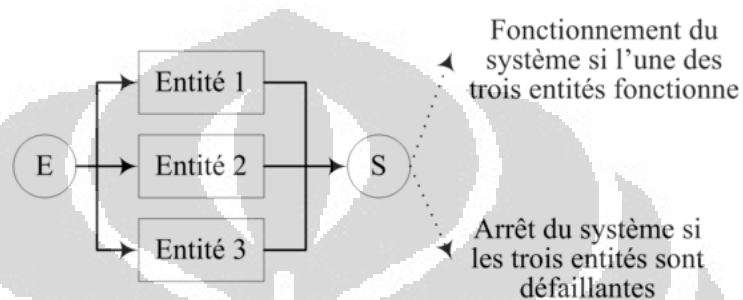 Fonctionnement du
système si l'une des
trois entités fonctionne
Entité 1
E
Entité 2
S
Entité 3
Arrêt du système si
les trois entités sont
défaillantes